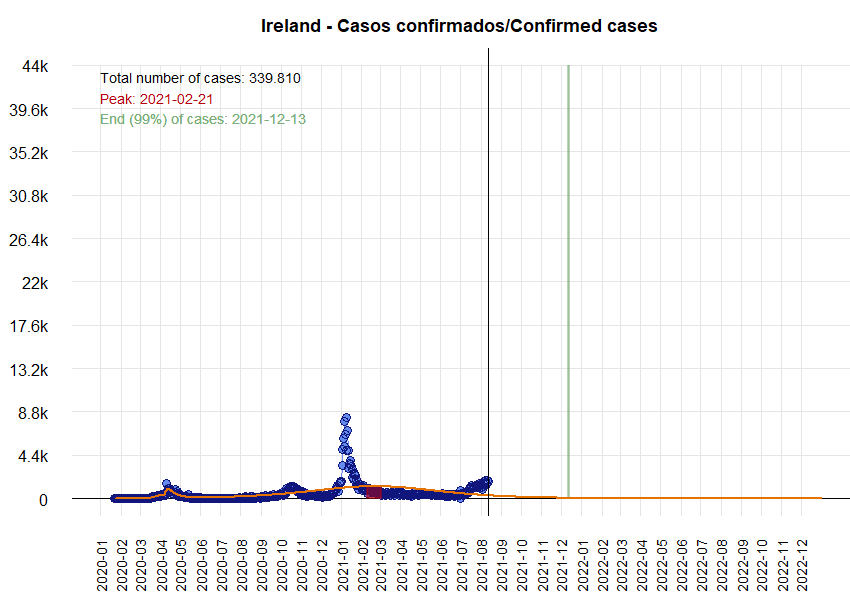 Ireland - Casos confirmados/Confirmed cases
Total number of cases: 339.810
Peak: 2021-02-21
End (99%) of cases: 2021-12-13
44k
39.6k
35.2k
30.8k
26.4k
22k
17.6k
13.2k
8.8k
4.4k
0
2020-01
2020-02
2020-03
2020-04
2020-05
2020-06
2020-07
2020-08
2020-09
2020-10
2020-11
2020-12
2021-01
2021-02
2021-03
2021-04
2021-05
2021-06
2021-07
2021-08
2021-09
2021-10
2021-11
2021-12
2022-01
2022-02
2022-03
2022-04
2022-05
2022-06
2022-07
2022-08
2022-09
2022-10
2022-11
2022-12